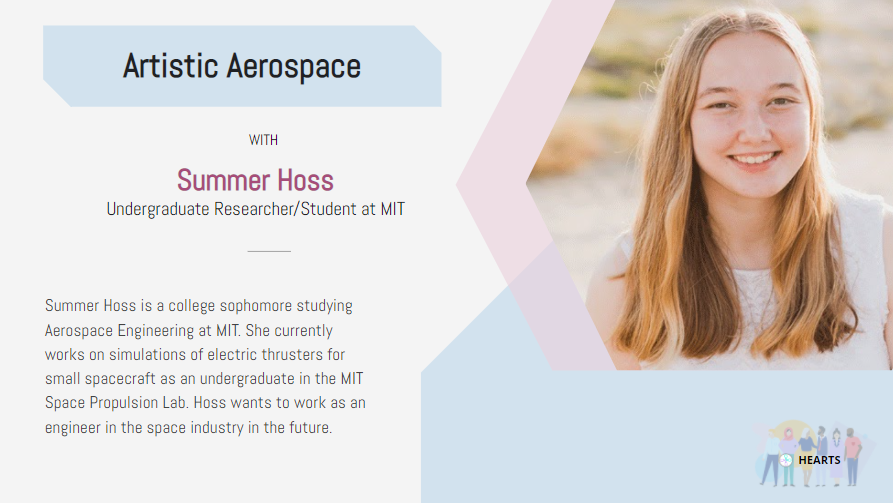 Artistic Aerospace
WITH
Summer Hoss
Undergraduate Researcher/Student at MIT
Summer Hoss is a college sophomore studying
Aerospace Engineering at MIT. She currently
works on simulations of electric thrusters for
small spacecraft as an undergraduate in the MIT
Space Propulsion Lab. Hoss wants to work as an
engineer in the space industry in the future.
HEARTS